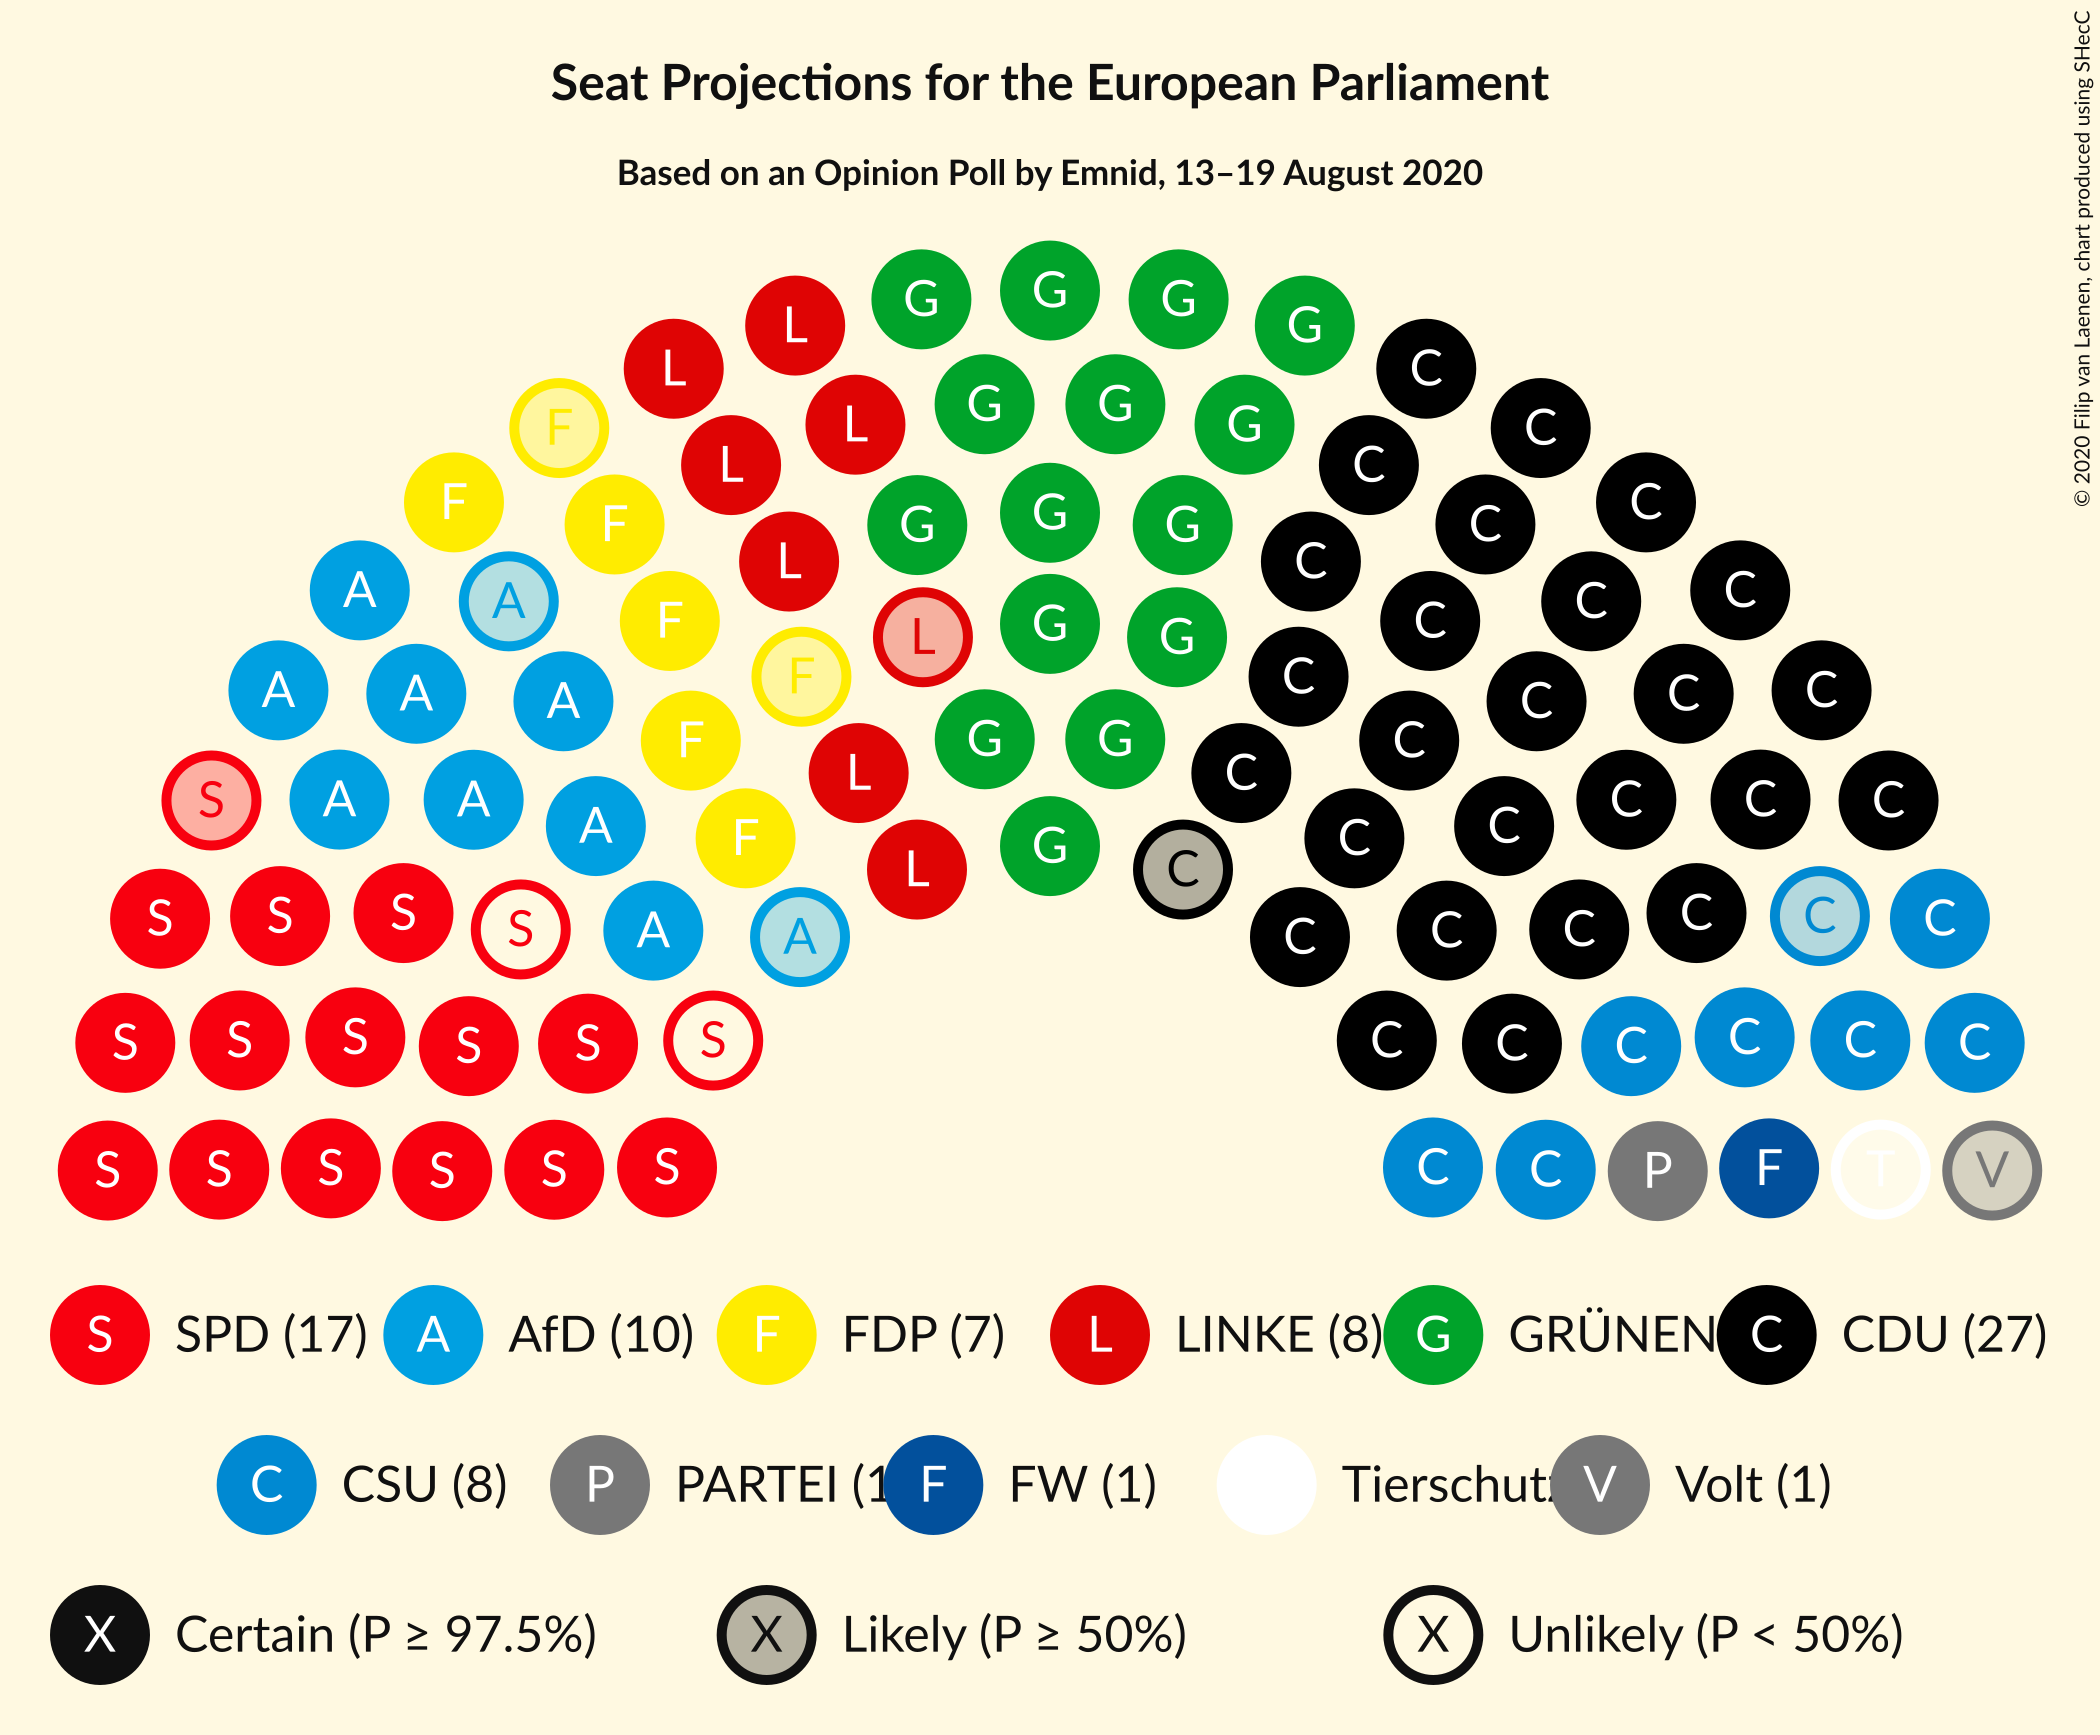 Seat Projections for the European Parliament
Based on an Opinion Poll by Emnid, 13–19 August 2020
© 2020 Filip van Laenen, chart produced using SHecC
G G G G
L L C
L G G G C
F L C
F L C C
F L G G G C C
A A F L C C C
L G G
A A A F F C C C C C
F L G G C C
S A A A F C C C C C
L G C
S S S S A A C C C C C C
S S S S S S C C C C C C
S S S S S S C C P F T V
S SPD (17) A AfD (10) F FDP (7) L LINKE (8) G GRÜNEN C CDU (27)
C CSU (8) P PARTEI (1 F FW (1) Tierschutz V Volt (1)
X Certain (P ≥ 97.5%) X Likely (P ≥ 50%) X Unlikely (P < 50%)